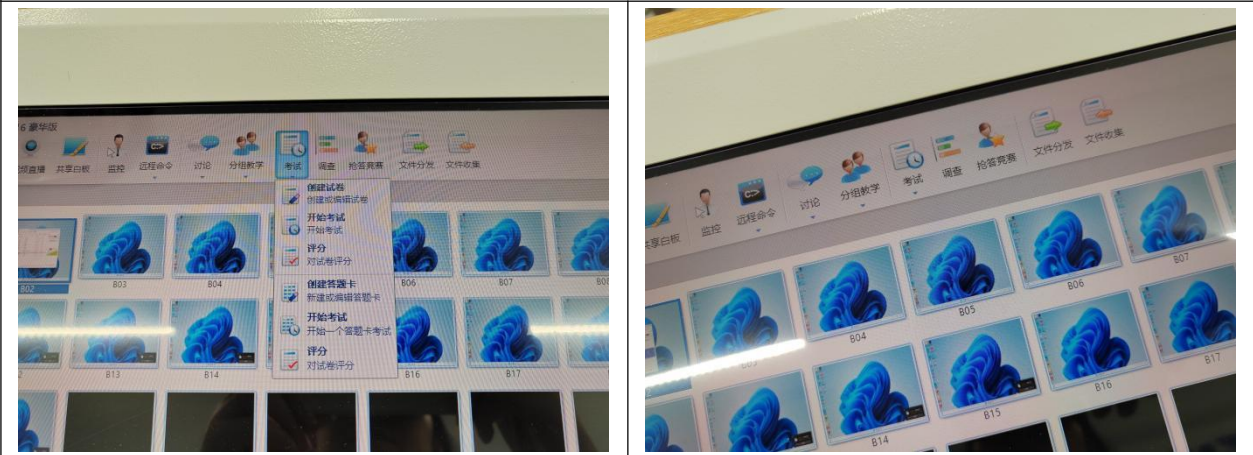 6 豪华版
频直播 共享白板 监控 远程命令 讨论 分组教学 考试 调查 抢答竞赛 文件分发 文件收集
创建试卷
创建或编辑试卷
开始考试
开始考试
评分
对试卷评分
创建答题卡
新建或编辑答题卡
开始考试
开始一个答题卡考试
评分
对试卷评分
B02 B03 B04 B06 B07
B13 B14 B16 B17
共享白板 监控 远程命令 讨论 分组教学 考试 调查 抢答竞赛 文件分发 文件收集
B04 B05 B06 B07
B14 B15 B16 B17